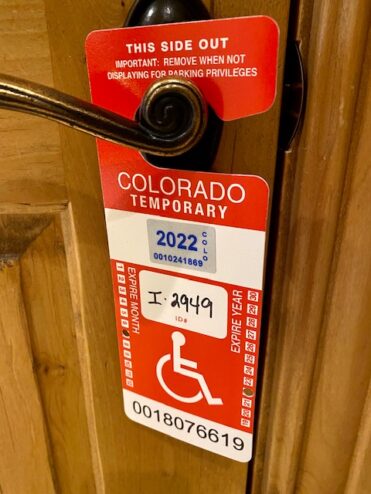 THIS SIDE OUT
IMPORTANT: REMOVE WHEN NOT
DISPLAYING FOR PARKING PRIVILEGES
COLORADO
TEMPORARY
2022
COLO
0010241869
I-2949
ID#
EXPIRE MONTH
EXPIRE YEAR
0018076619